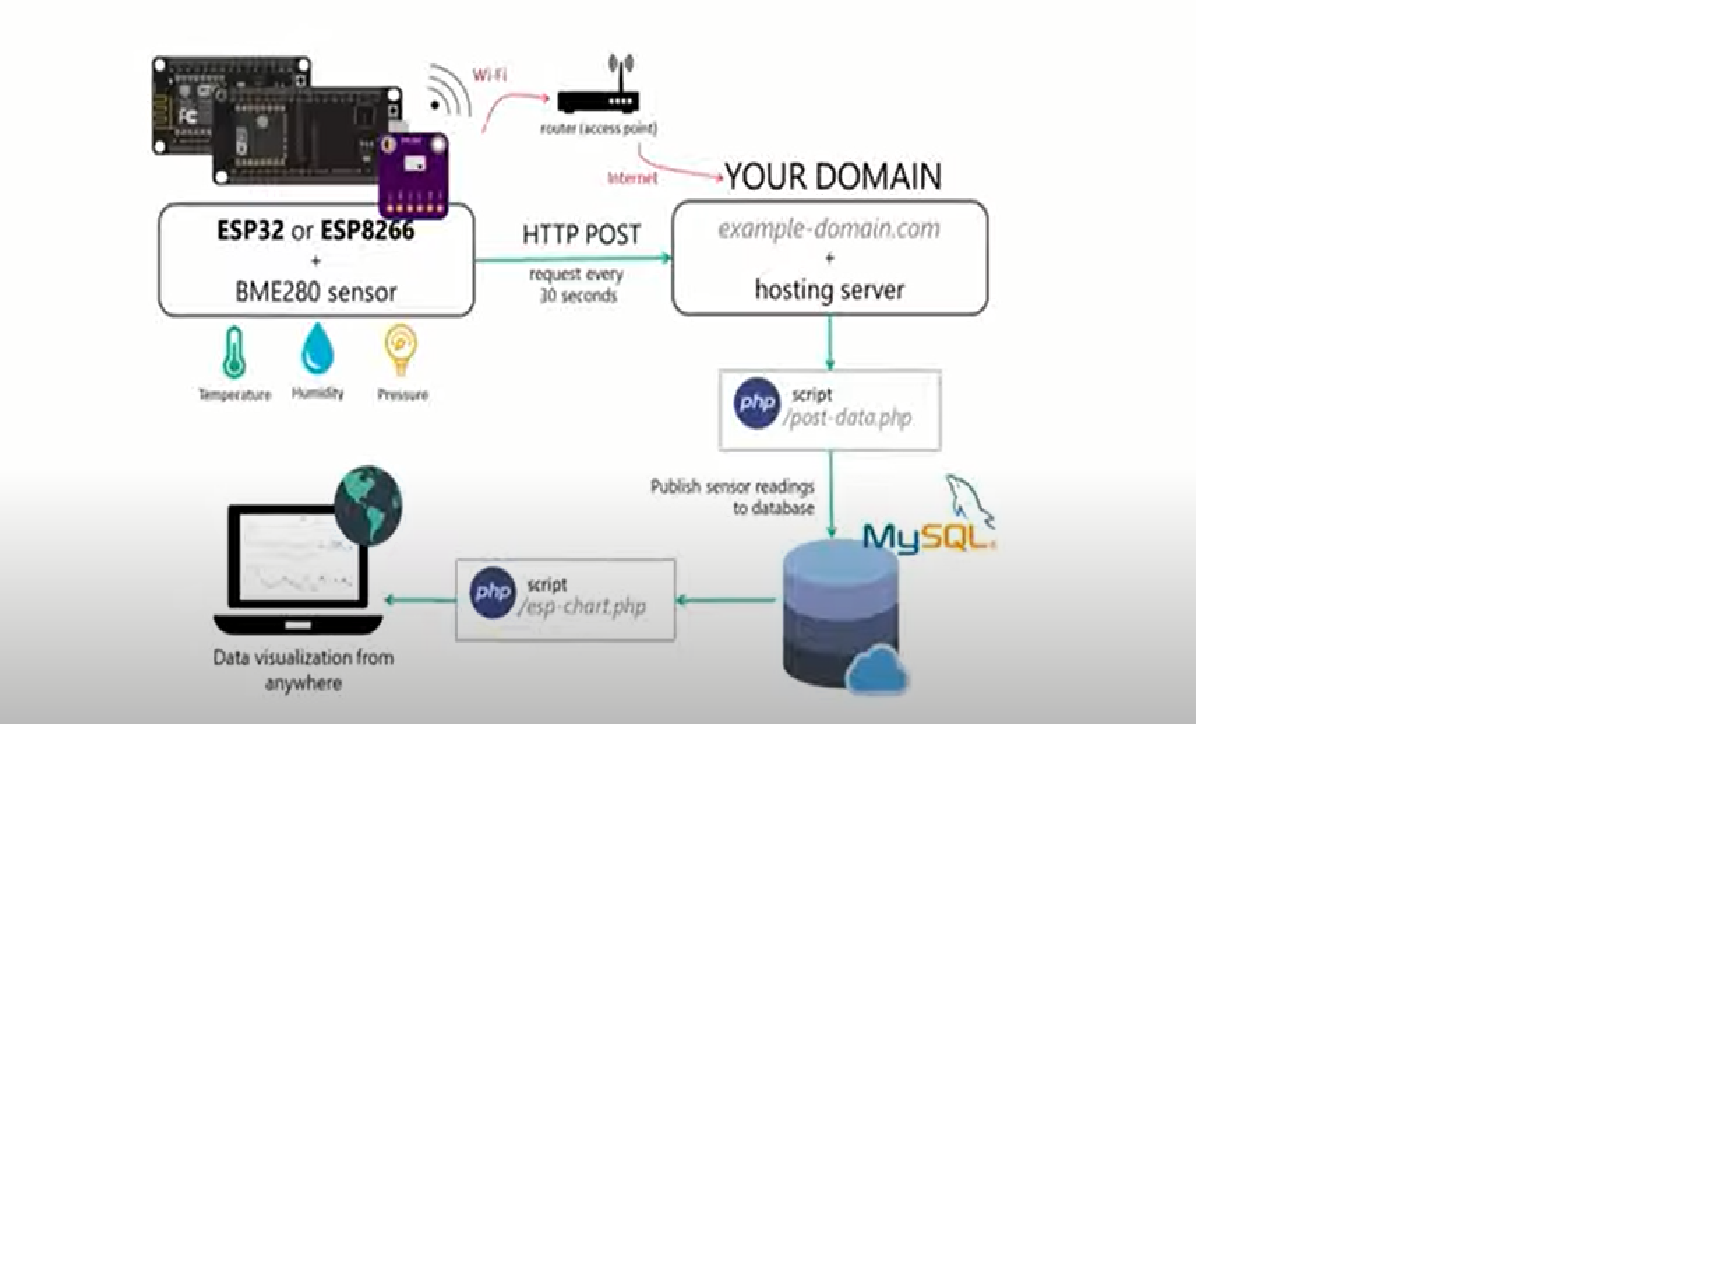 Wi-Fi
router (access point)
Internet
YOUR DOMAIN
ESP32 or ESP8266
+
BME280 sensor
HTTP POST
request every
30 seconds
example-domain.com
+
hosting server
Temperature
Humidity
Pressure
php
script
/post-data.php
Publish sensor readings
to database
MySQL
php
script
/esp-chart.php
Data visualization from
anywhere